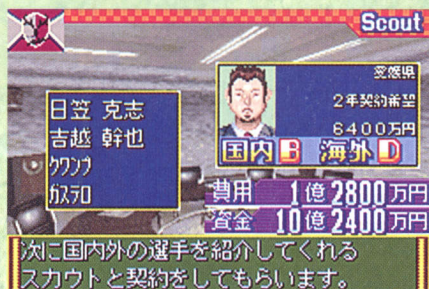 Scout
愛媛県
2年契約希望
6400万円
国内B 海外D
日笠 克志
吉越 幹也
クワンプ
ガステロ
費用 1億2800万円
資金 10億2400万円
次に国内外の選手を紹介してくれる
スカウトと契約をしてもらいます。